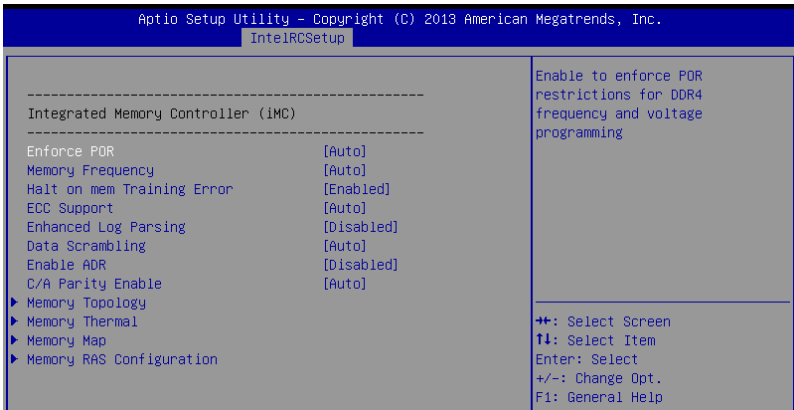 Aptio Setup Utility – Copyright (C) 2013 American Megatrends, Inc.
IntelRCSetup
------------------------------------------------
Integrated Memory Controller (iMC)
------------------------------------------------
Enforce POR [Auto]
Memory Frequency [Auto]
Halt on mem Training Error [Enabled]
ECC Support [Auto]
Enhanced Log Parsing [Disabled]
Data Scrambling [Auto]
Enable ADR [Disabled]
C/A Parity Enable [Auto]
Memory Topology
Memory Thermal
Memory Map
Memory RAS Configuration
Enable to enforce POR
restrictions for DDR4
frequency and voltage
programming
→←: Select Screen
↑↓: Select Item
Enter: Select
+/-: Change Opt.
F1: General Help